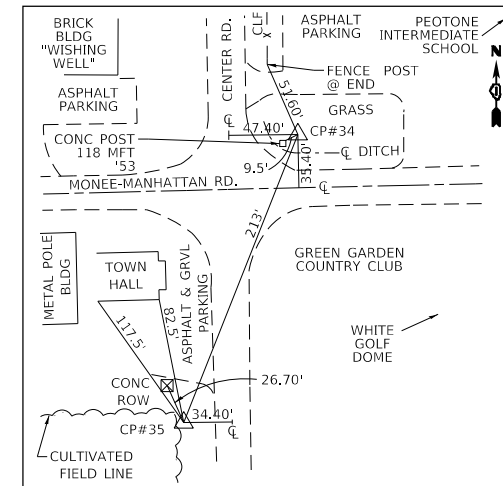 BRICK
BLDG
"WISHING
WELL"
ASPHALT
PARKING
CENTER RD.
CLF
X
ASPHALT
PARKING
PEOTONE
INTERMEDIATE
SCHOOL
N
FENCE POST
@ END
51.60'
GRASS
47.40'
CP#34
CONC POST
118 MFT
'53
℄
℄ DITCH
9.5'
35.40'
MONEE-MANHATTAN RD.
℄
213'
METAL POLE
BLDG
TOWN
HALL
ASPHALT & GRVL
PARKING
GREEN GARDEN
COUNTRY CLUB
117.5'
82.5'
WHITE
GOLF
DOME
CONC
ROW
26.70'
34.40'
℄
CP#35
CULTIVATED
FIELD LINE